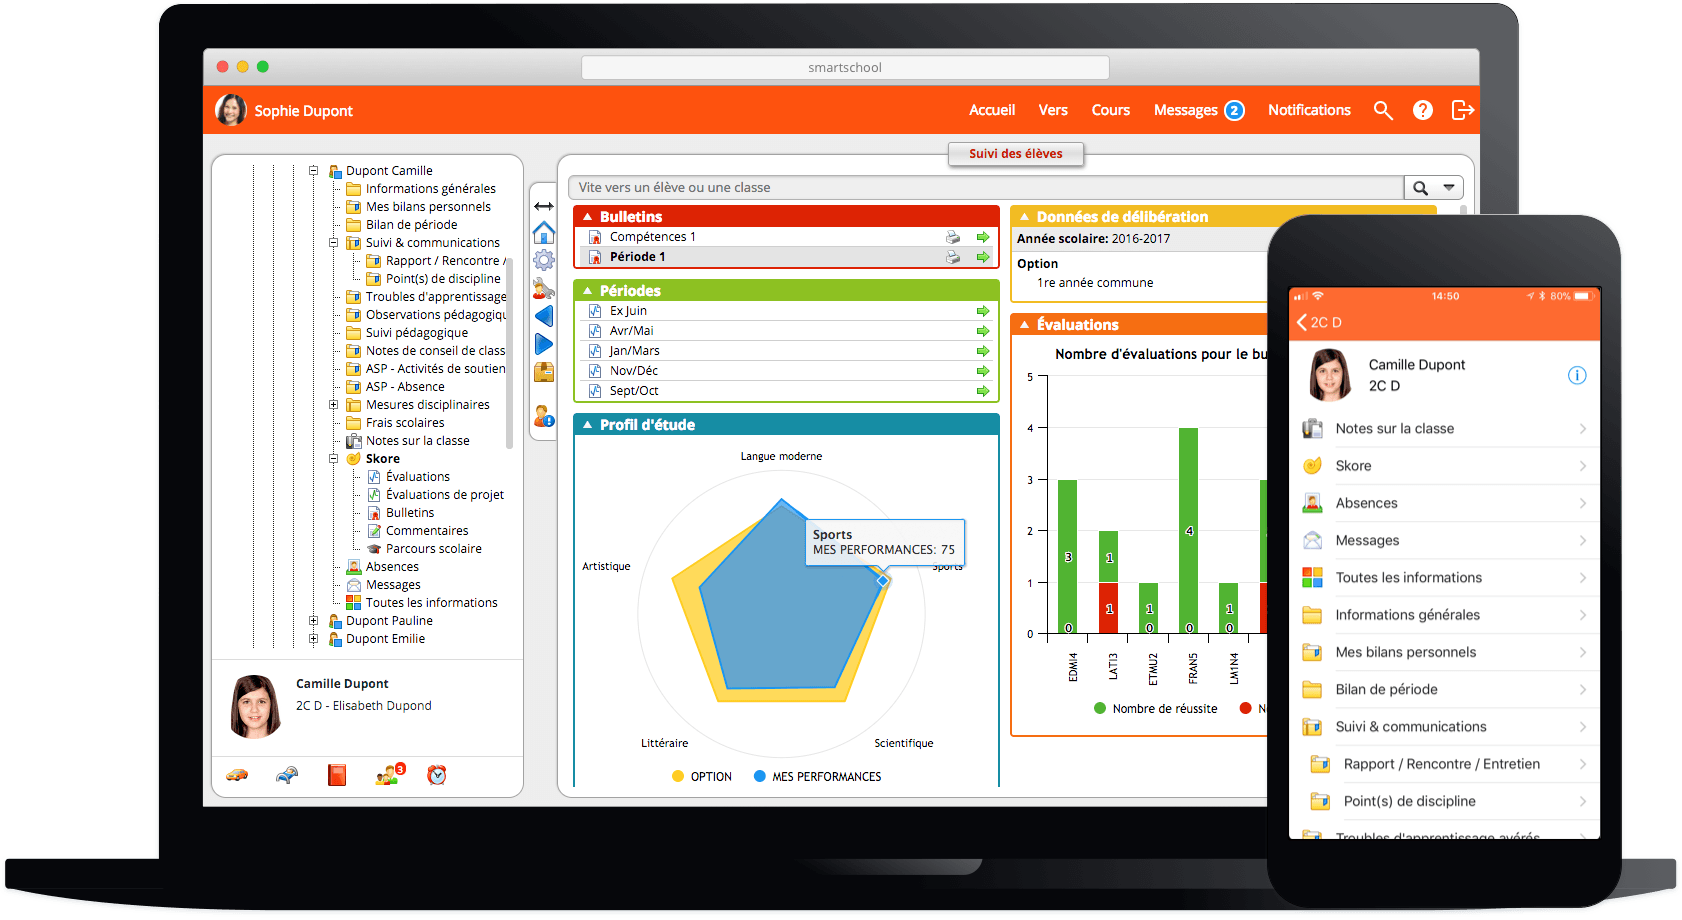 smartschool
Sophie Dupont
Accueil
Vers
Cours
Messages 2
Notifications
?
Suivi des élèves
Dupont Camille
Informations générales
Mes bilans personnels
Bilan de période
Suivi & communications
Rapport / Rencontre /
Point(s) de discipline
Troubles d'apprentissage
Observations pédagogiqu
Suivi pédagogique
Notes de conseil de class
ASP - Activités de soutien
ASP - Absence
Mesures disciplinaires
Frais scolaires
Notes sur la classe
Skore
Évaluations
Évaluations de projet
Bulletins
Commentaires
Parcours scolaire
Absences
Messages
Toutes les informations
Dupont Pauline
Dupont Emilie
Camille Dupont
2C D - Elisabeth Dupond
3
Vite vers un élève ou une classe
Bulletins
Compétences 1
Période 1
Périodes
Ex Juin
Avr/Mai
Jan/Mars
Nov/Déc
Sept/Oct
Profil d'étude
Langue moderne
Sports
MES PERFORMANCES: 75
Artistique
Sports
Littéraire
Scientifique
OPTION
MES PERFORMANCES
Données de délibération
Année scolaire: 2016-2017
Option
1re année commune
Évaluations
Nombre d'évaluations pour le bu
5
4
3
2
1
0
3
0
1
1
1
0
4
0
1
0
EDMI4
LATI3
ETMU2
FRAN5
LM1N4
Nombre de réussite
N
14:50
80%
2C D
Camille Dupont
2C D
i
Notes sur la classe
Skore
Absences
Messages
Toutes les informations
Informations générales
Mes bilans personnels
Bilan de période
Suivi & communications
Rapport / Rencontre / Entretien
Point(s) de discipline
Troubles d'apprentissage avérés